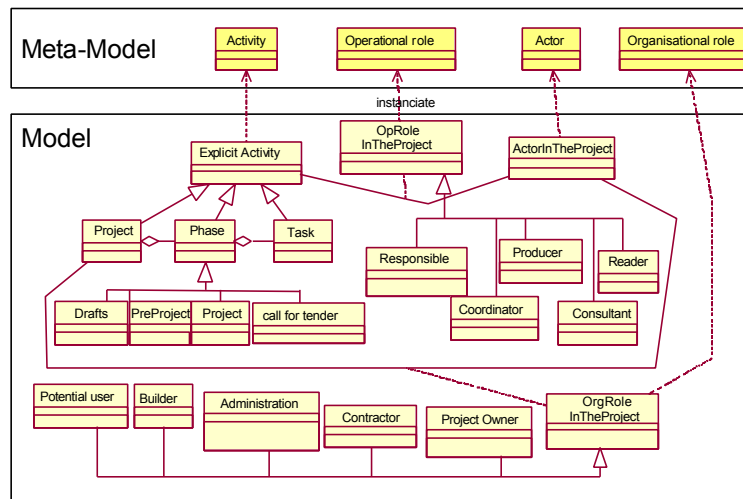 Meta-Model
Activity
Operational role
Actor
Organisational role
instanciate
Model
Explicit Activity
OpRole
InTheProject
ActorInTheProject
Project
Phase
Task
Responsible
Producer
Reader
Coordinator
Consultant
Drafts
PreProject
Project
call for tender
Potential user
Builder
Administration
Contractor
Project Owner
OrgRole
InTheProject